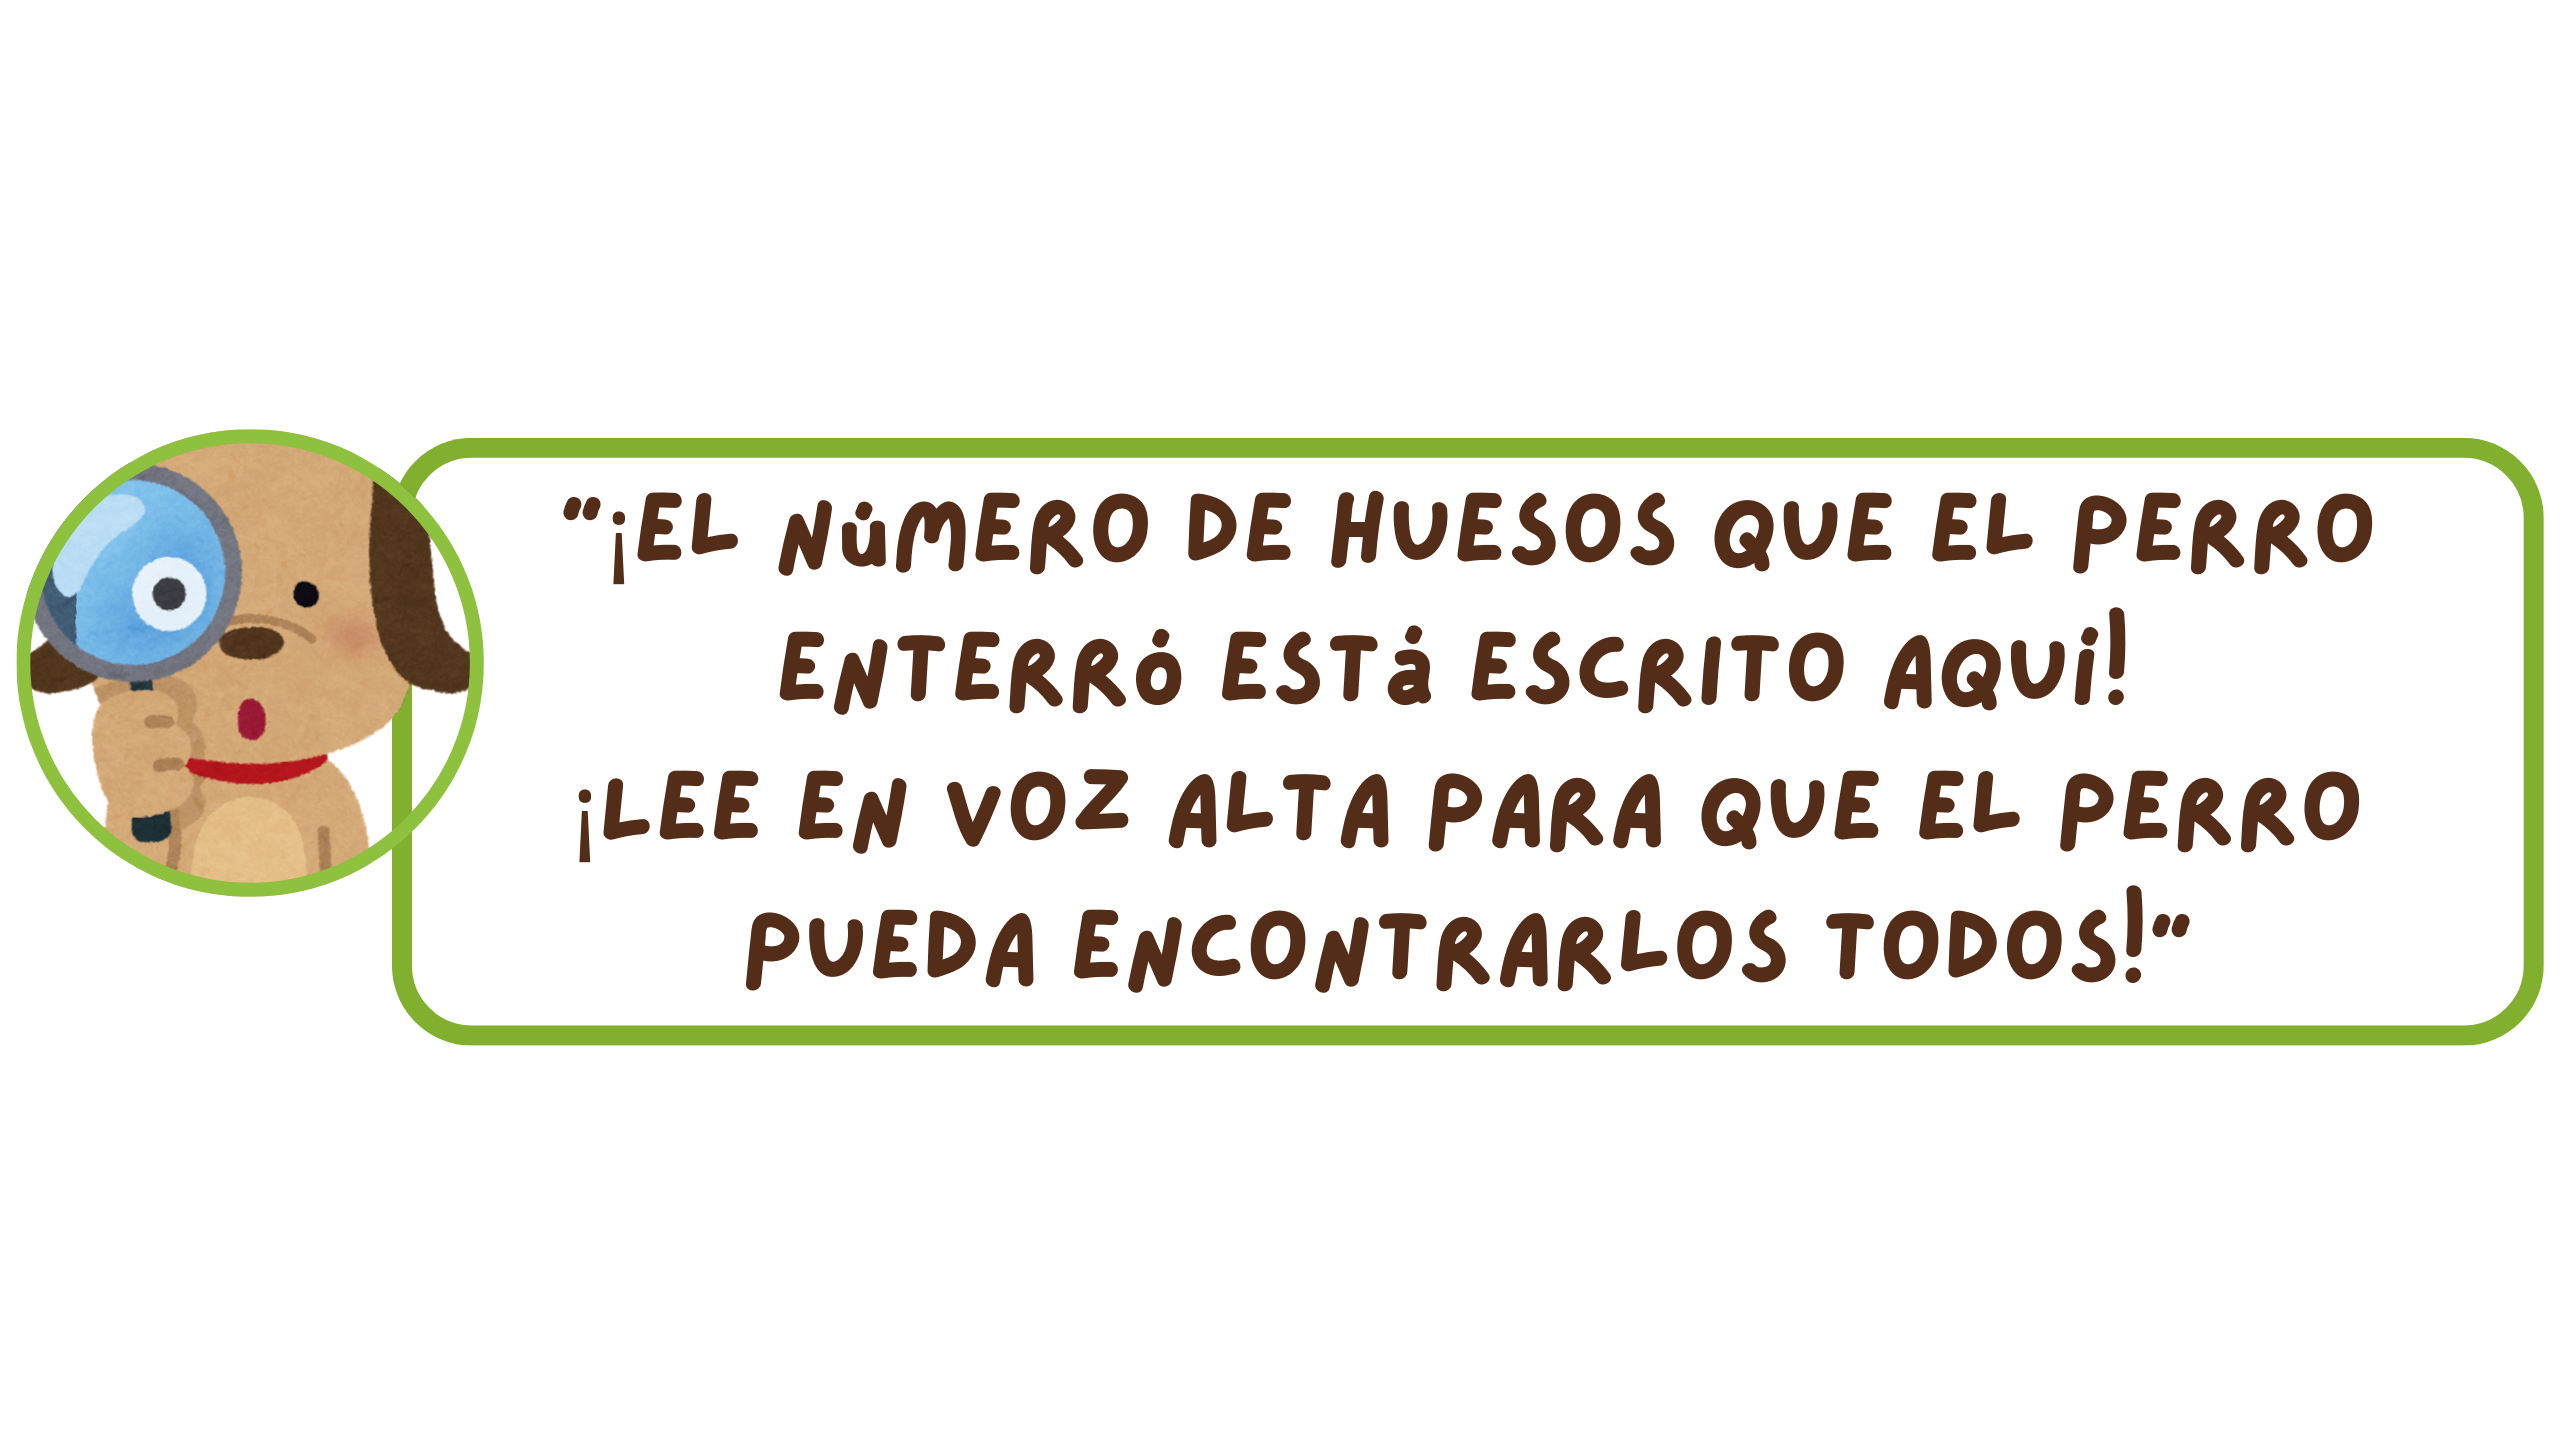 "¡EL NÚMERO DE HUESOS QUE EL PERRO
ENTERRÓ ESTÁ ESCRITO AQUÍ!
¡LEE EN VOZ ALTA PARA QUE EL PERRO
PUEDA ENCONTRARLOS TODOS!"